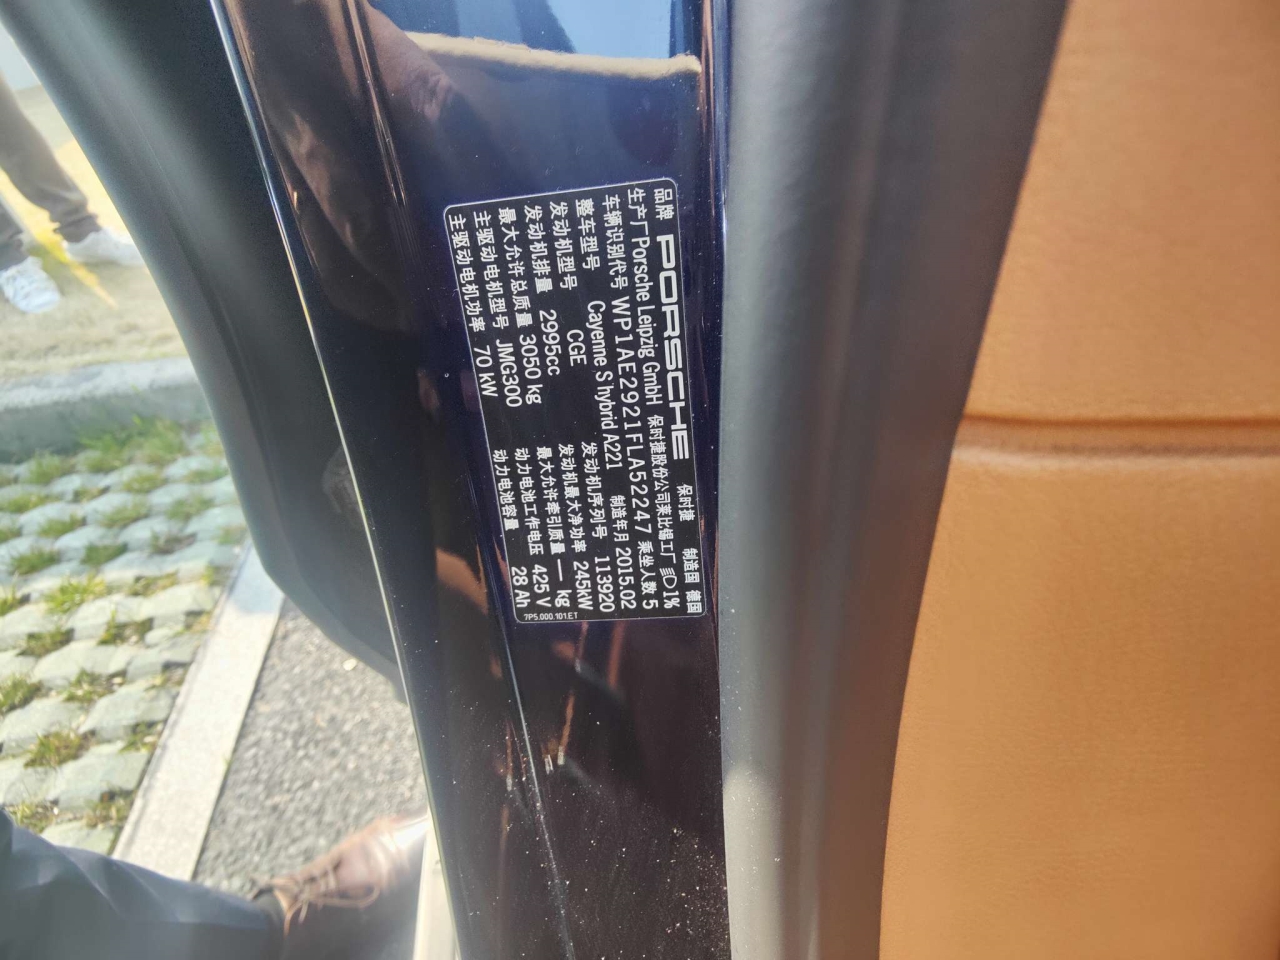 品牌 PORSCHE 保时捷 制造国 德国
生产厂 Porsche Leipzig GmbH 保时捷股份公司莱比锡工厂 1%
车辆识别代号 WP1AE2921FLA52247 乘坐人数 5
整车型号 Cayenne S hybrid A221 制造年月 2015.02
发动机型号 CGE 发动机序列号 113920
发动机排量 2995cc 发动机最大净功率 245kW
最大允许总质量 3050 kg 最大允许牵引质量 — kg
主驱动电机型号 JMG300 动力电池工作电压 425 V
主驱动电机功率 70 kW 动力电池容量 28 Ah
7P5.000.101.ET